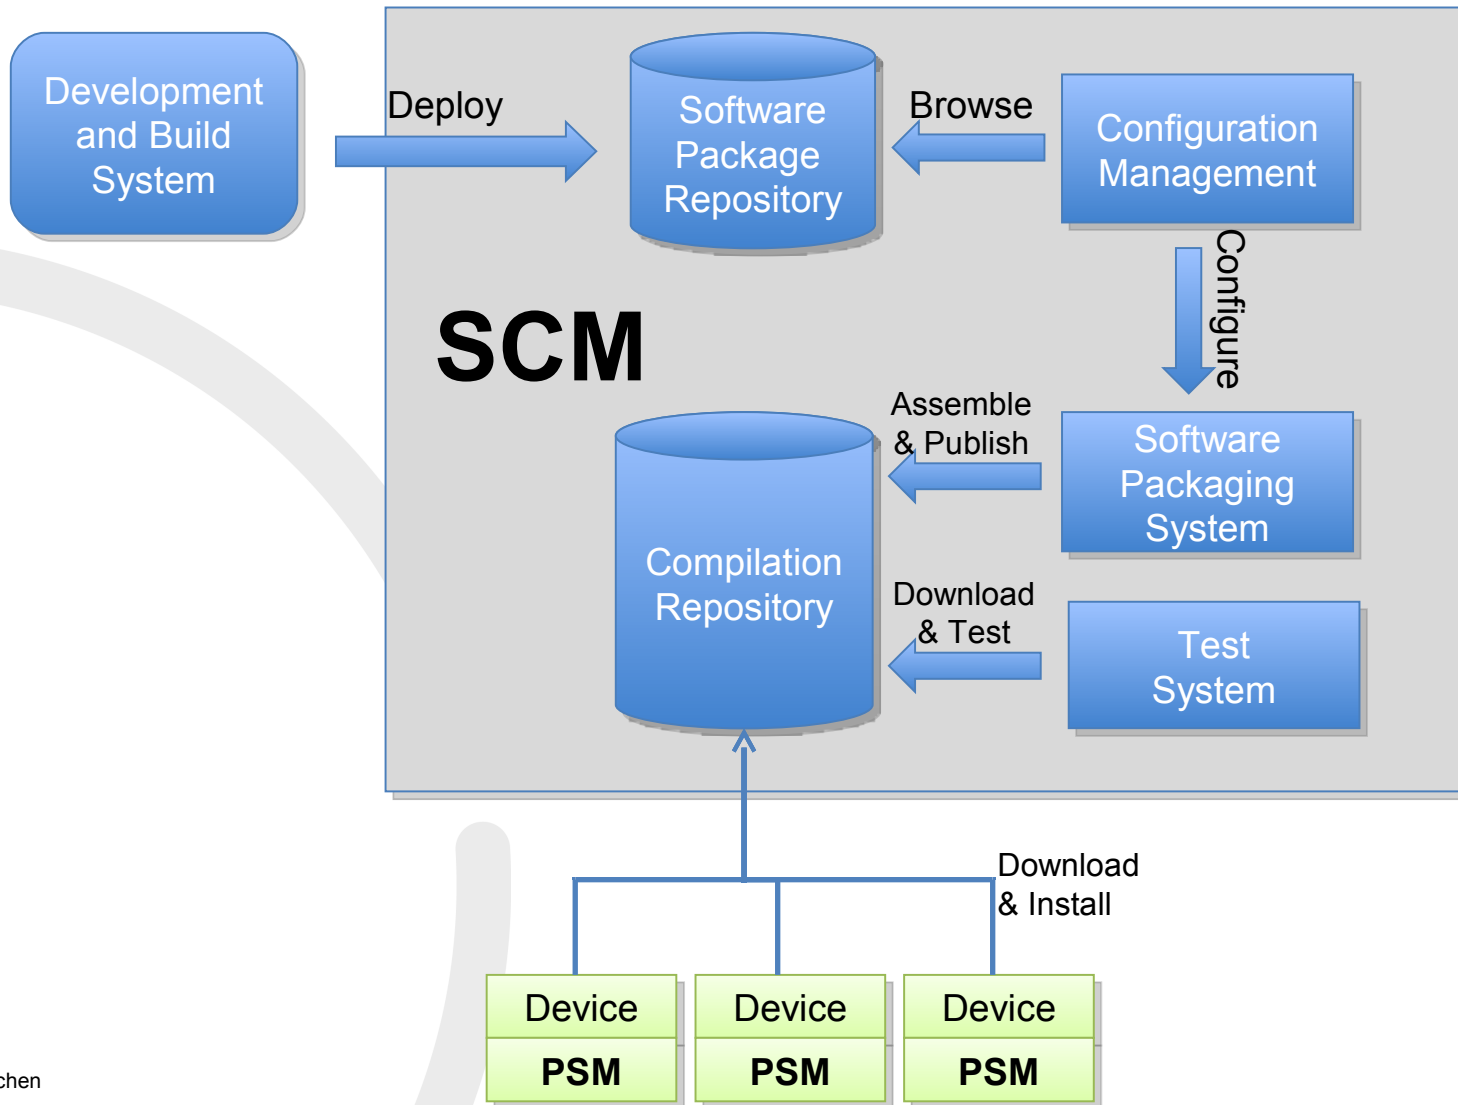 Development
and Build
System
Deploy
Software
Package
Repository
Browse
Configuration
Management
Configure
SCM
Assemble
& Publish
Software
Packaging
System
Compilation
Repository
Download
& Test
Test
System
Download
& Install
Device
PSM
Device
PSM
Device
PSM
chen